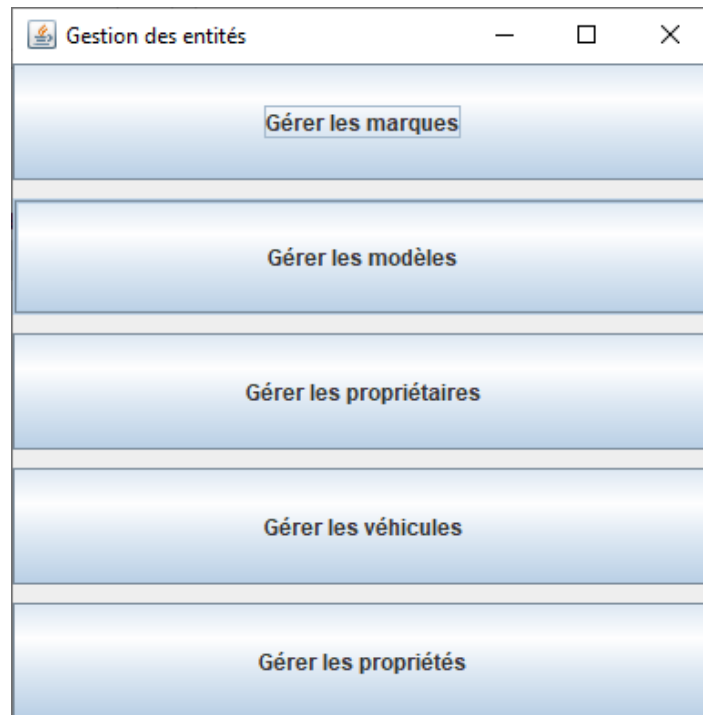 Gestion des entités
Gérer les marques
Gérer les modèles
Gérer les propriétaires
Gérer les véhicules
Gérer les propriétés